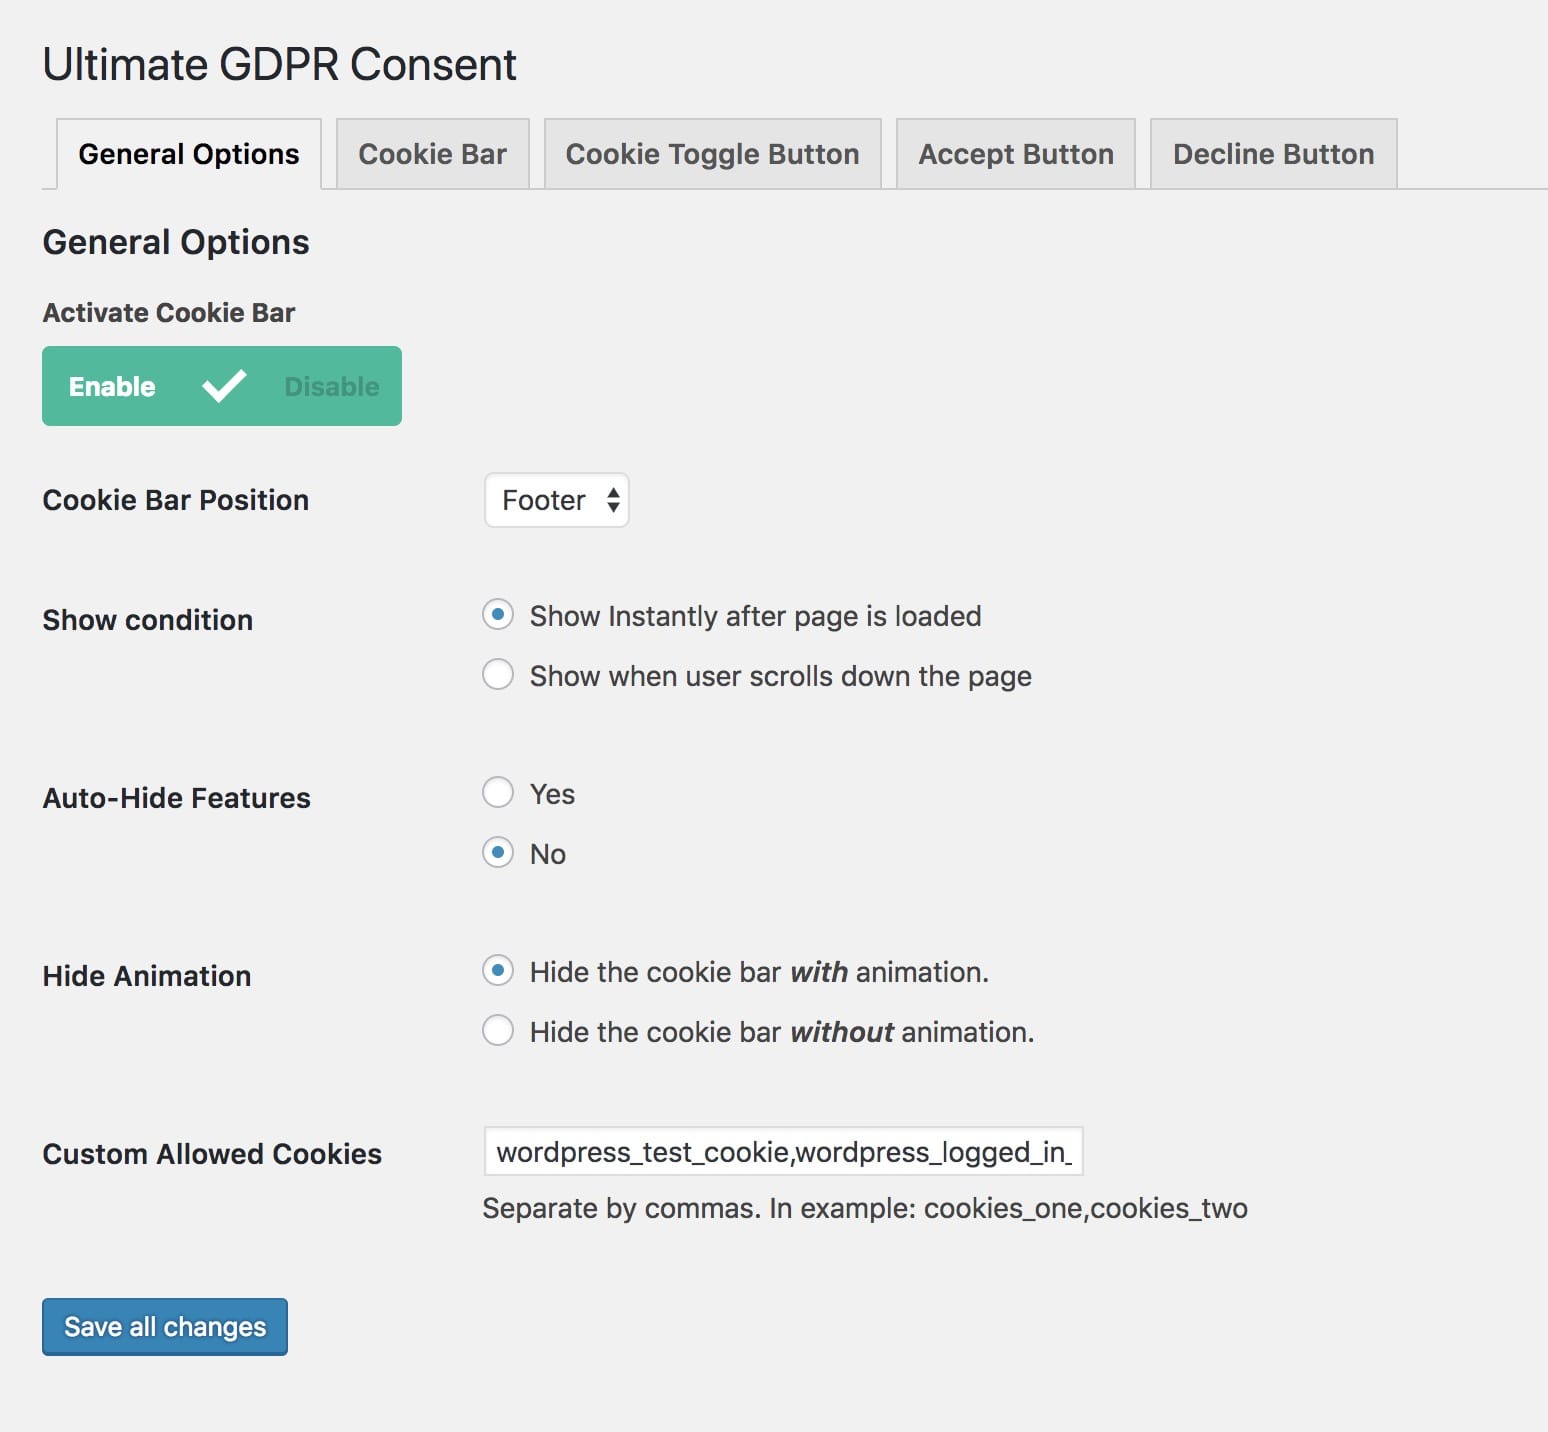 Ultimate GDPR Consent
General Options Cookie Bar Cookie Toggle Button Accept Button Decline Button
General Options
Activate Cookie Bar
Enable Disable
Cookie Bar Position Footer
Show condition Show Instantly after page is loaded
Show when user scrolls down the page
Auto-Hide Features Yes
No
Hide Animation Hide the cookie bar with animation.
Hide the cookie bar without animation.
Custom Allowed Cookies wordpress_test_cookie,wordpress_logged_in_
Separate by commas. In example: cookies_one,cookies_two
Save all changes